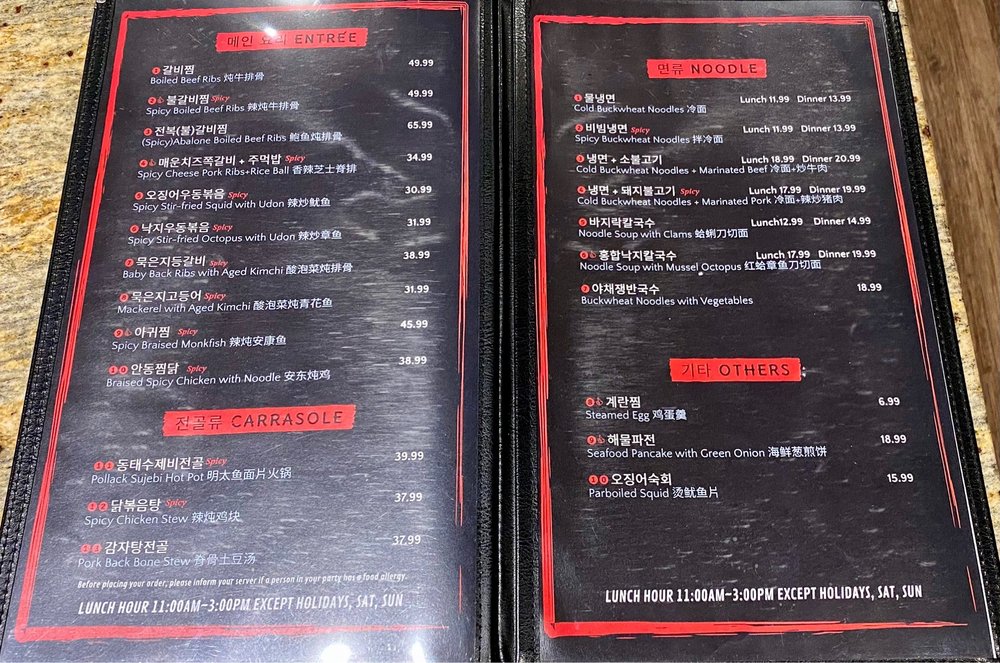 메인 요리 ENTRÉE
1 갈비찜 49.99
Boiled Beef Ribs 炖牛排骨
2 불갈비찜 Spicy 49.99
Spicy Boiled Beef Ribs 辣炖牛排骨
3 전복(불)갈비찜 65.99
(Spicy)Abalone Boiled Beef Ribs 鲍鱼炖排骨
4 매운치즈쪽갈비 + 주먹밥 Spicy 34.99
Spicy Cheese Pork Ribs+Rice Ball 香辣芝士脊排
5 오징어우동볶음 Spicy 30.99
Spicy Stir-fried Squid with Udon 辣炒鱿鱼
6 낙지우동볶음 Spicy 31.99
Spicy Stir-fried Octopus with Udon 辣炒章鱼
7 묵은지등갈비 Spicy 38.99
Baby Back Ribs with Aged Kimchi 酸泡菜炖排骨
8 묵은지고등어 Spicy 31.99
Mackerel with Aged Kimchi 酸泡菜炖青花鱼
9 아귀찜 Spicy 45.99
Spicy Braised Monkfish 辣炖安康鱼
10 안동찜닭 Spicy 38.99
Braised Spicy Chicken with Noodle 安东炖鸡
전골류 CARRASOLE
11 동태수제비전골 Spicy 39.99
Pollack Sujebi Hot Pot 明太鱼面片火锅
12 닭볶음탕 Spicy 37.99
Spicy Chicken Stew 辣炖鸡块
13 감자탕전골 37.99
Pork Back Bone Stew 脊骨土豆汤
Before placing your order, please inform your server if a person in your party has a food allergy.
LUNCH HOUR 11:00AM–3:00PM EXCEPT HOLIDAYS, SAT, SUN
면류 NOODLE
1 물냉면 Lunch 11.99 Dinner 13.99
Cold Buckwheat Noodles 冷面
2 비빔냉면 Spicy Lunch 11.99 Dinner 13.99
Spicy Buckwheat Noodles 拌冷面
3 냉면 + 소불고기 Lunch 18.99 Dinner 20.99
Cold Buckwheat Noodles + Marinated Beef 冷面+炒牛肉
4 냉면 + 돼지불고기 Spicy Lunch 17.99 Dinner 19.99
Cold Buckwheat Noodles + Marinated Pork 冷面+辣炒猪肉
5 바지락칼국수 Lunch12.99 Dinner 14.99
Noodle Soup with Clams 蛤蜊刀切面
6 홍합낙지칼국수 Lunch 17.99 Dinner 19.99
Noodle Soup with Mussel Octopus 红蛤章鱼刀切面
7 야채쟁반국수 18.99
Buckwheat Noodles with Vegetables
기타 OTHERS
8 계란찜 6.99
Steamed Egg 鸡蛋羹
9 해물파전 18.99
Seafood Pancake with Green Onion 海鲜葱煎饼
10 오징어숙회 15.99
Parboiled Squid 烫鱿鱼片
LUNCH HOUR 11:00AM–3:00PM EXCEPT HOLIDAYS, SAT, SUN